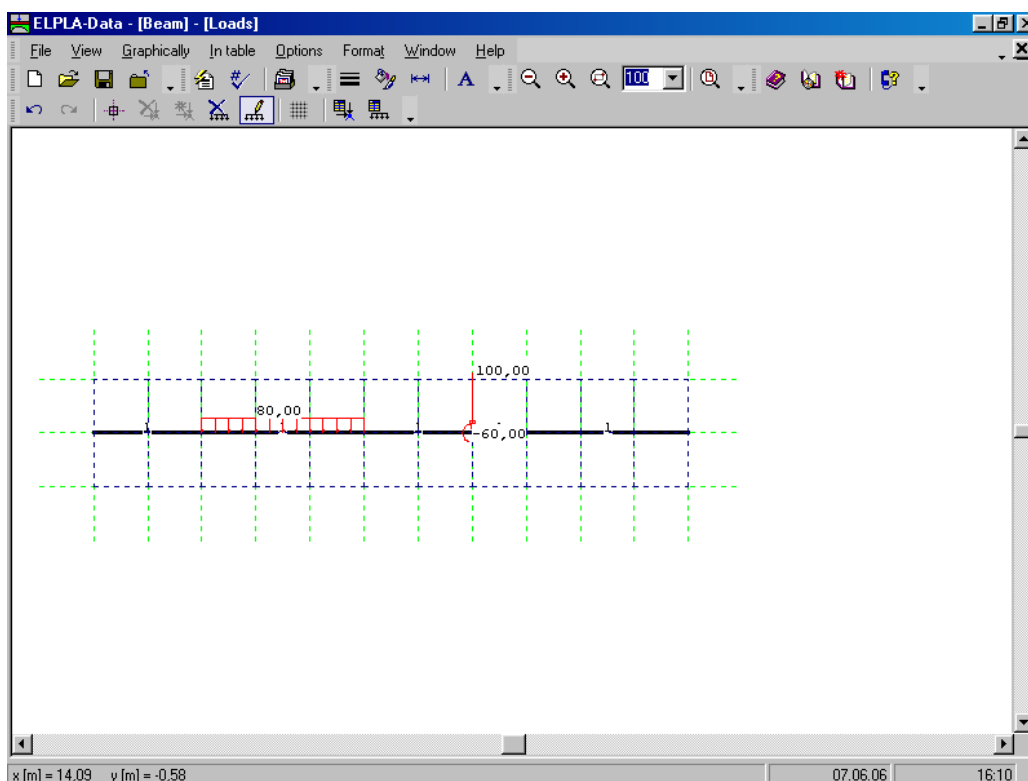 ELPLA-Data - [Beam] - [Loads]
File View Graphically In table Options Format Window Help
A 100
100,00
80,00
1 1 1
-60,00
x [m] = 14,09 y [m] = -0,58 07.06.06 16:10